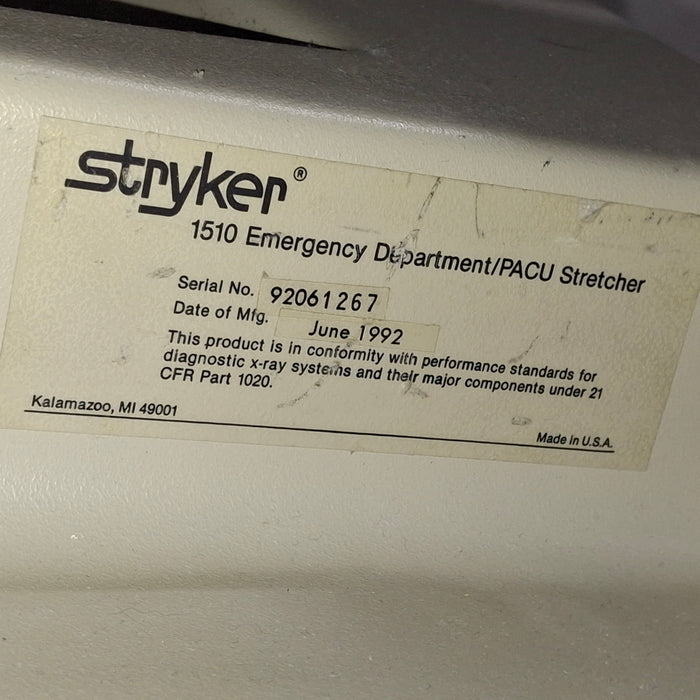 stryker®
1510 Emergency Department/PACU Stretcher
Serial No. 92061267
Date of Mfg. June 1992
This product is in conformity with performance standards for
diagnostic x-ray systems and their major components under 21
CFR Part 1020.
Kalamazoo, MI 49001
Made in U.S.A.